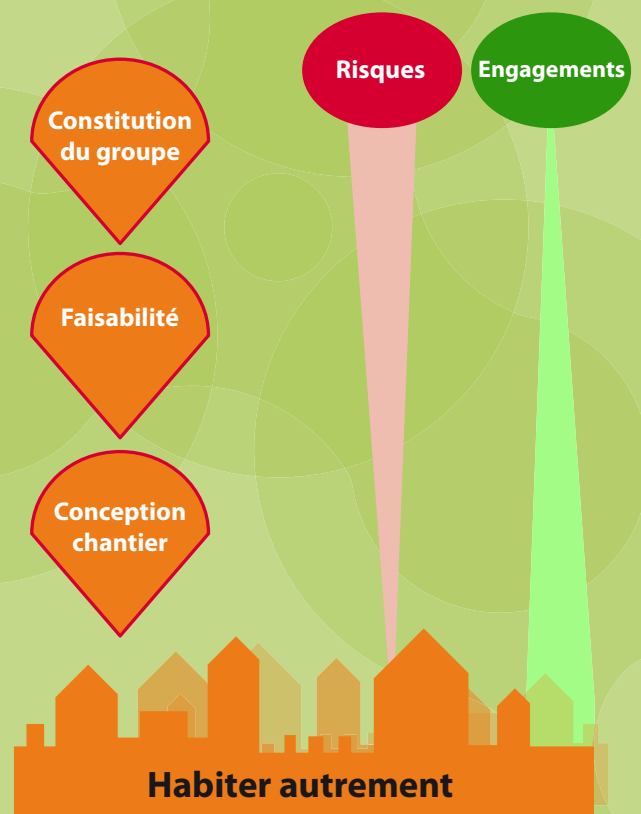 Risques
Engagements
Constitution
du groupe
Faisabilité
Conception
chantier
Habiter autrement